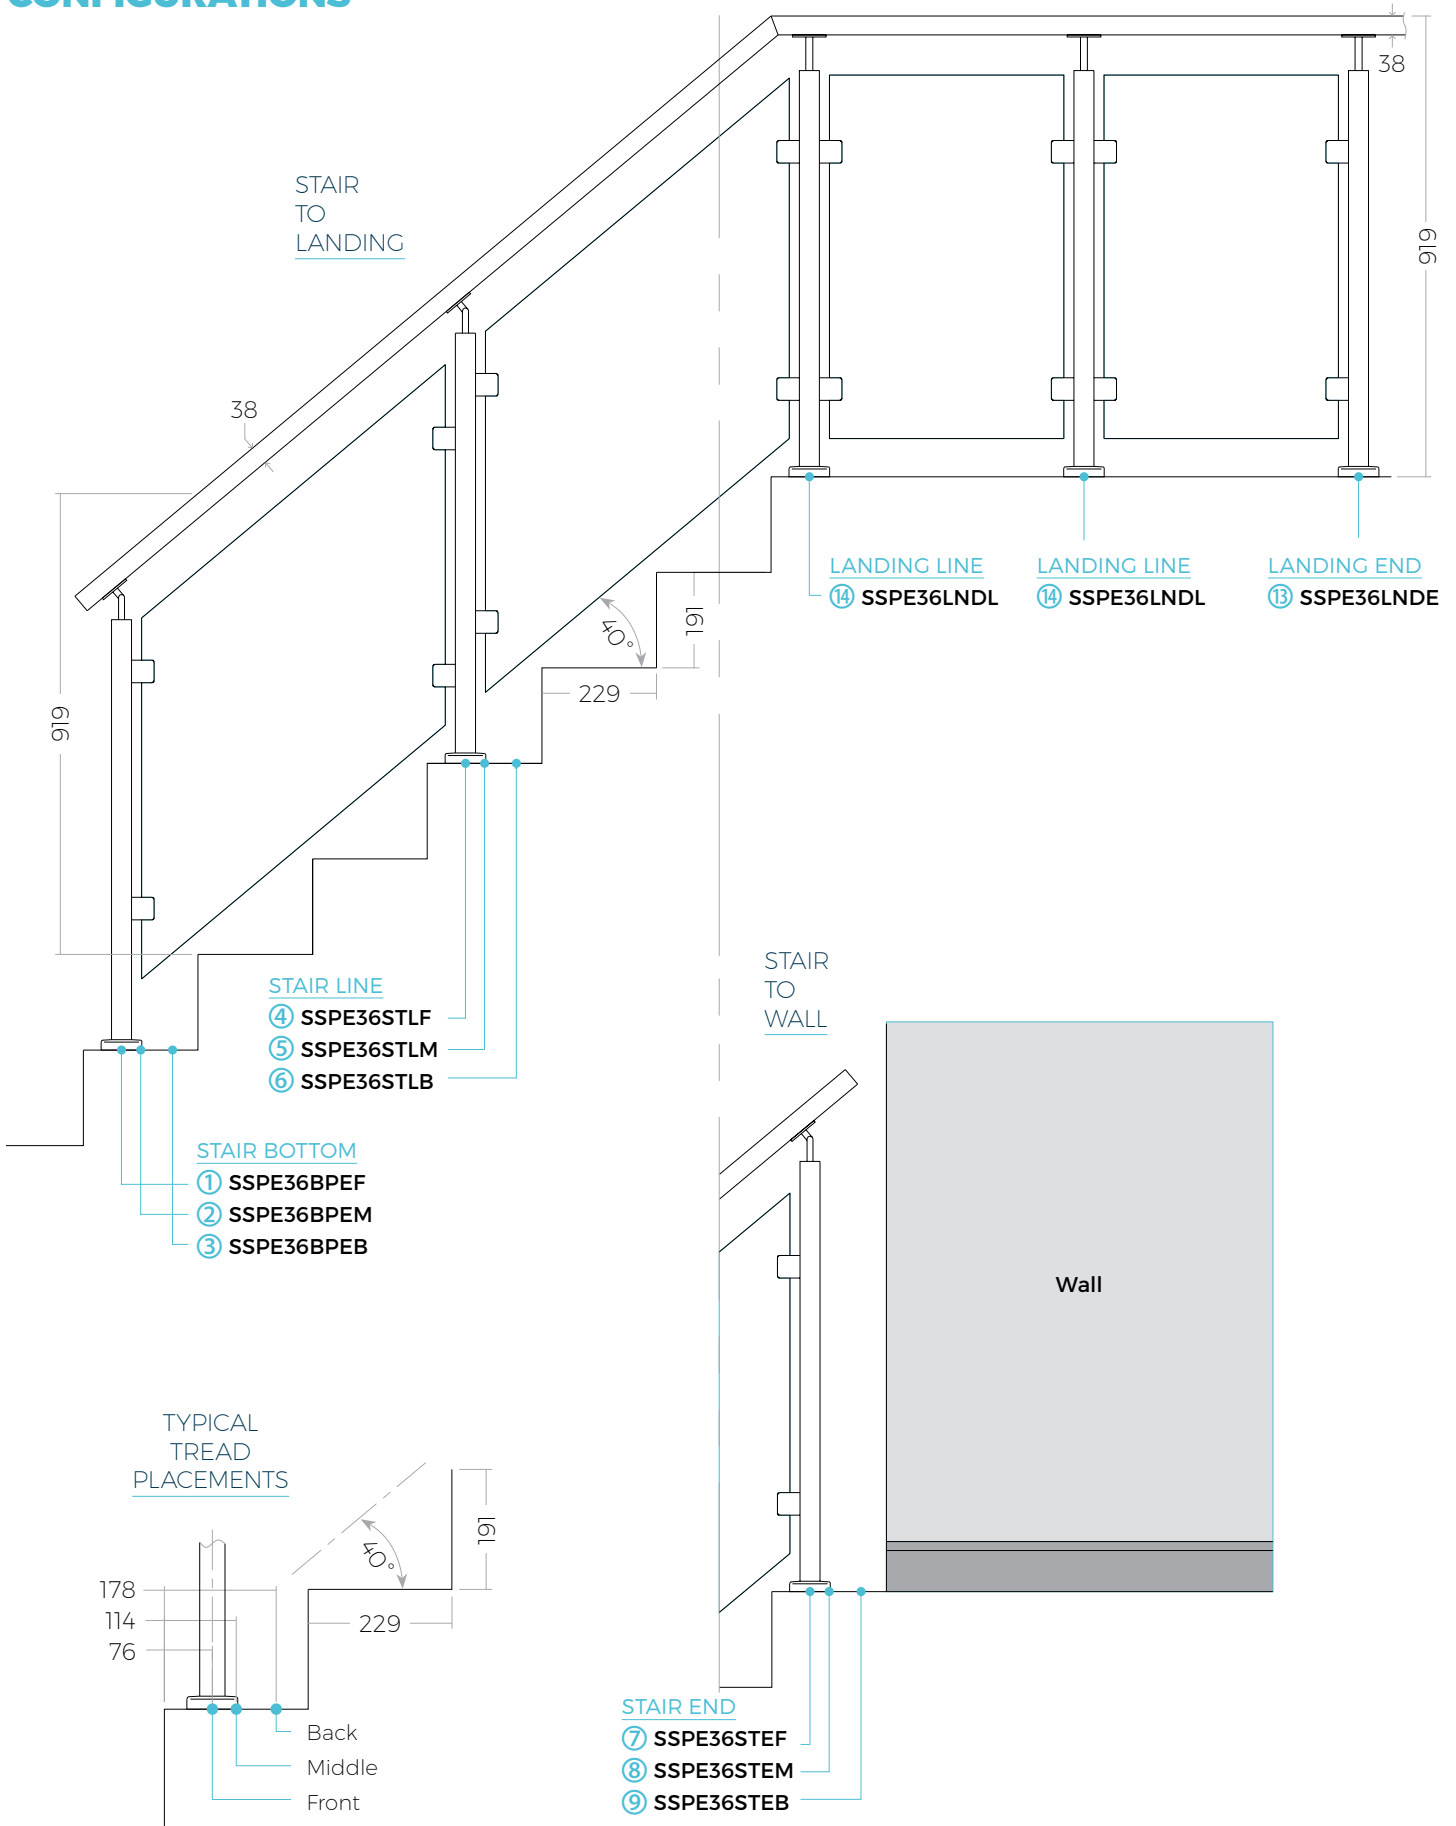 CONFIGURATIONS
38
919
STAIR
TO
LANDING
38
919
40°
191
229
LANDING LINE
14 SSPE36LNDL
LANDING LINE
14 SSPE36LNDL
LANDING END
13 SSPE36LNDE
STAIR LINE
4 SSPE36STLF
5 SSPE36STLM
6 SSPE36STLB
STAIR BOTTOM
1 SSPE36BPEF
2 SSPE36BPEM
3 SSPE36BPEB
STAIR
TO
WALL
Wall
TYPICAL
TREAD
PLACEMENTS
178
114
76
40°
191
229
Back
Middle
Front
STAIR END
7 SSPE36STEF
8 SSPE36STEM
9 SSPE36STEB